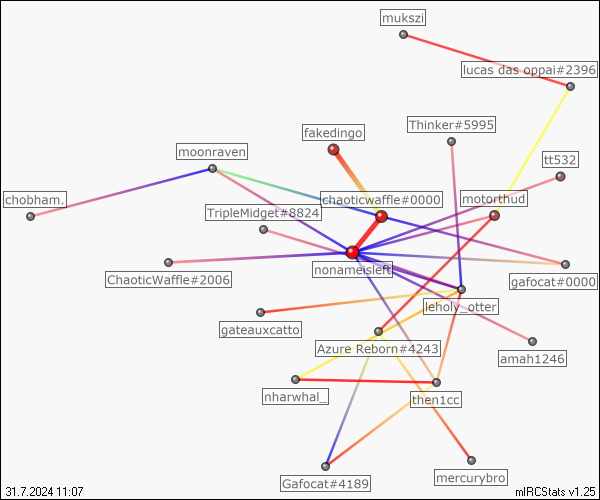 mukszi
lucas das oppai#2396
Thinker#5995
fakedingo
moonraven
tt532
chobham.
chaoticwaffle#0000
motorthud
TripleMidget#8824
nonameisleft
ChaoticWaffle#2006
gafocat#0000
leholy_otter
gateauxcatto
Azure Reborn#4243
amah1246
nharwhal_
then1cc
Gafocat#4189
mercurybro
31.7.2024 11:07
mIRCStats v1.25